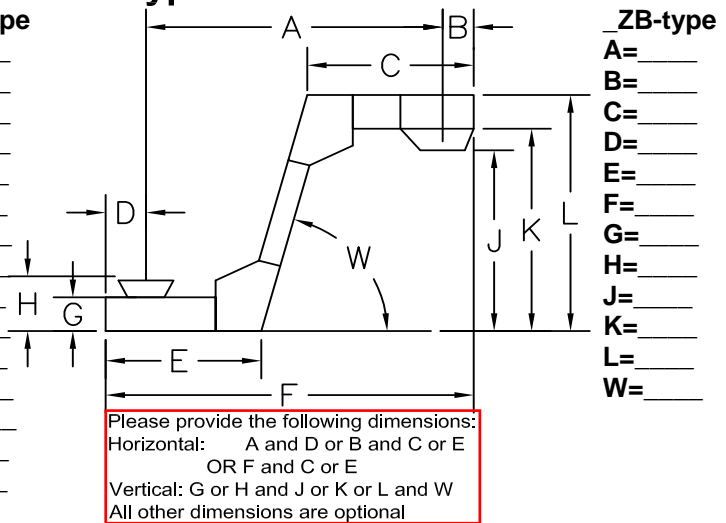 yp
pe
A
B
C
D
H
G
E
F
W
J
K
L
_ZB-type
A=____
B=____
C=____
D=____
E=____
F=____
G=____
H=____
J=____
K=____
L=____
W=____
Please provide the following dimensions:
Horizontal: A and D or B and C or E
OR F and C or E
Vertical: G or H and J or K or L and W
All other dimensions are optional